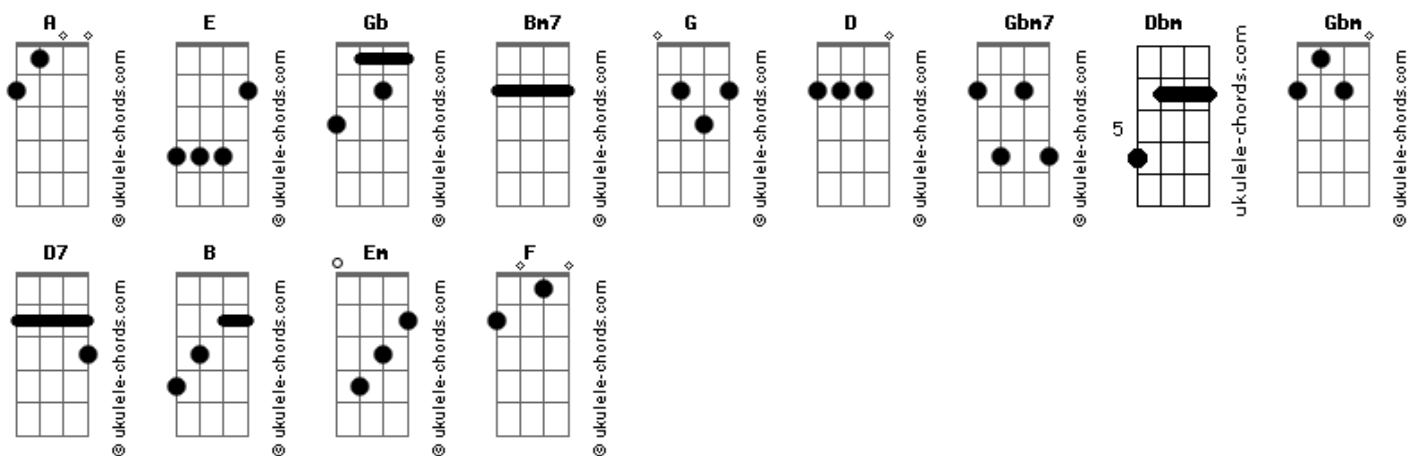 A E Gb Bm7 G D Gbm7 Dbm Gbm
© ukulele-chords.com © ukulele-chords.com © ukulele-chords.com © ukulele-chords.com © ukulele-chords.com © ukulele-chords.com © ukulele-chords.com ukulele-chords.com © ukulele-chords.com
5
D7 B Em F
© ukulele-chords.com © ukulele-chords.com © ukulele-chords.com © ukulele-chords.com